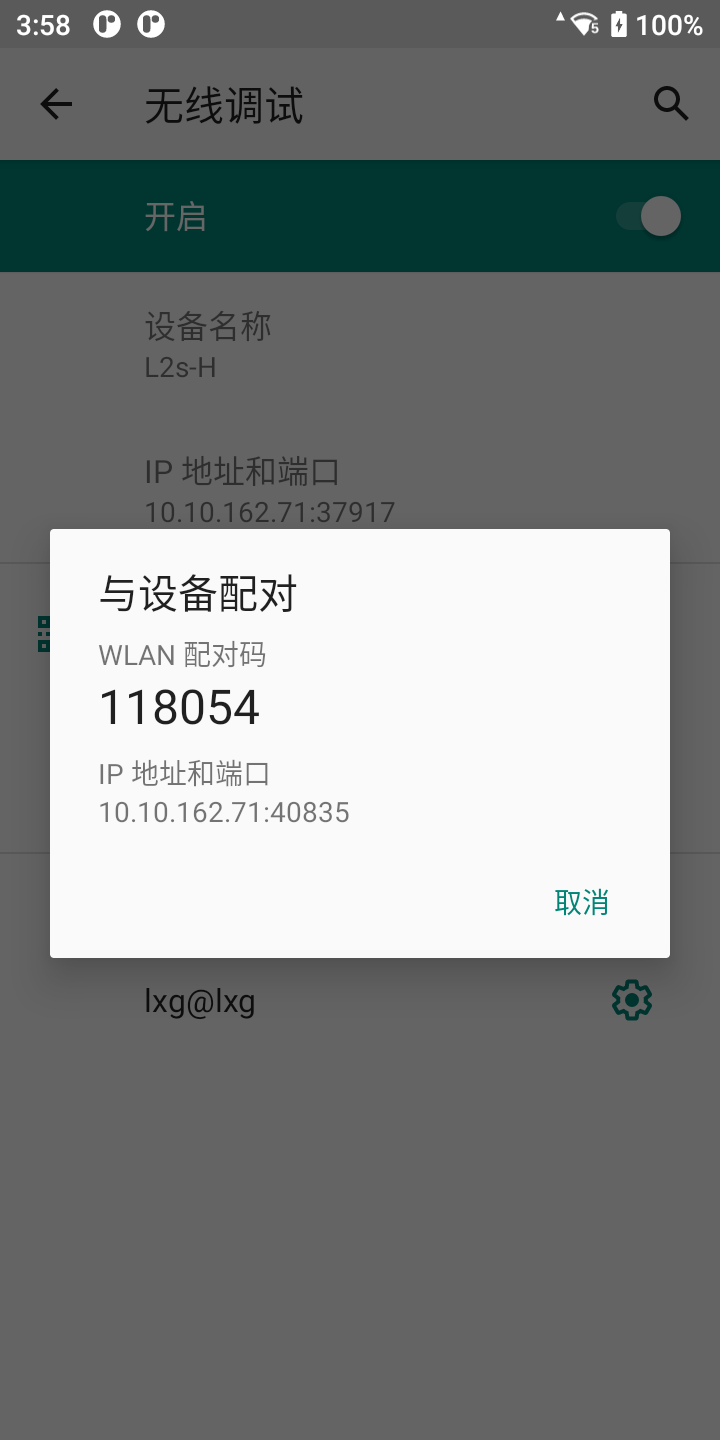 3:58
5
100%
无线调试
开启
设备名称
L2s-H
IP 地址和端口
10.10.162.71:37917
与设备配对
WLAN 配对码
118054
IP 地址和端口
10.10.162.71:40835
取消
lxg@lxg